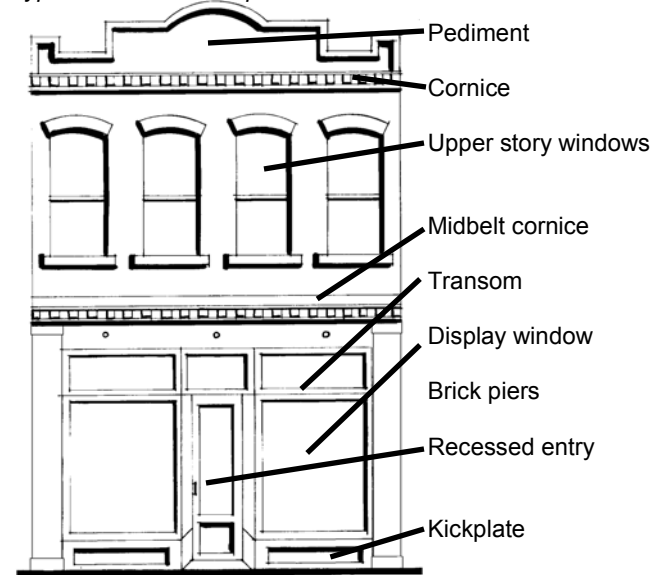 Pediment
Cornice
Upper story windows
Midbelt cornice
Transom
Display window
Brick piers
Recessed entry
Kickplate